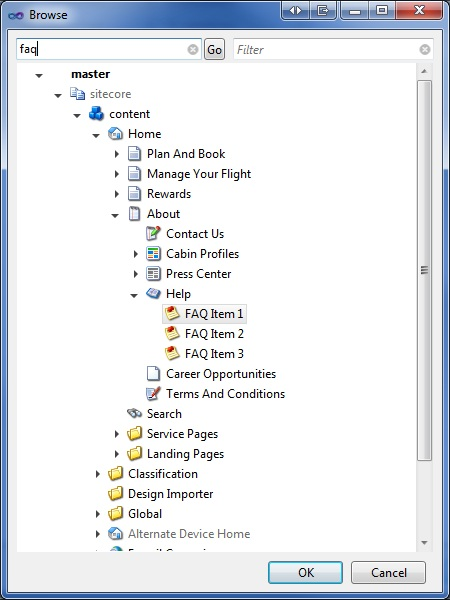 Browse
faq
Go
Filter
master
sitecore
content
Home
Plan And Book
Manage Your Flight
Rewards
About
Contact Us
Cabin Profiles
Press Center
Help
FAQ Item 1
FAQ Item 2
FAQ Item 3
Career Opportunities
Terms And Conditions
Search
Service Pages
Landing Pages
Classification
Design Importer
Global
Alternate Device Home
OK
Cancel